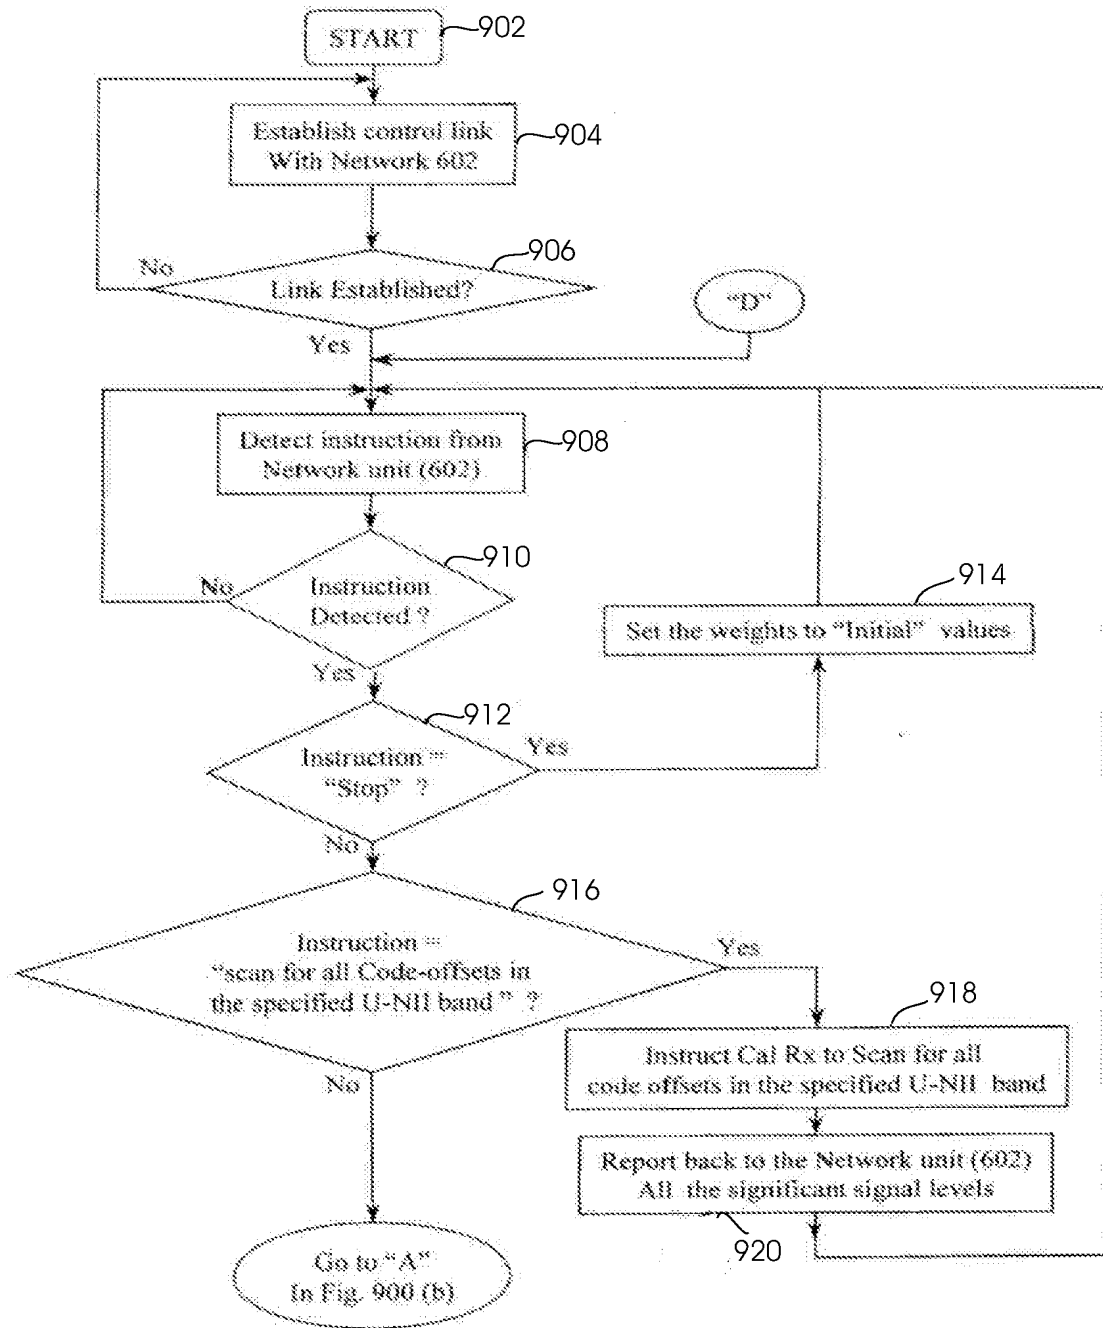 START
902
Establish control link
With Network 602
904
906
No
Link Established?
Yes
"D"
Detect instruction from
Network unit (602)
908
910
No
Instruction
Detected ?
Yes
914
Set the weights to "Initial" values
912
Instruction =
"Stop" ?
Yes
No
916
Instruction =
"scan for all Code-offsets in
the specified U-NII band" ?
Yes
No
918
Instruct Cal Rx to Scan for all
code offsets in the specified U-NII band
Report back to the Network unit (602)
All the significant signal levels
920
Go to "A"
In Fig. 900 (b)